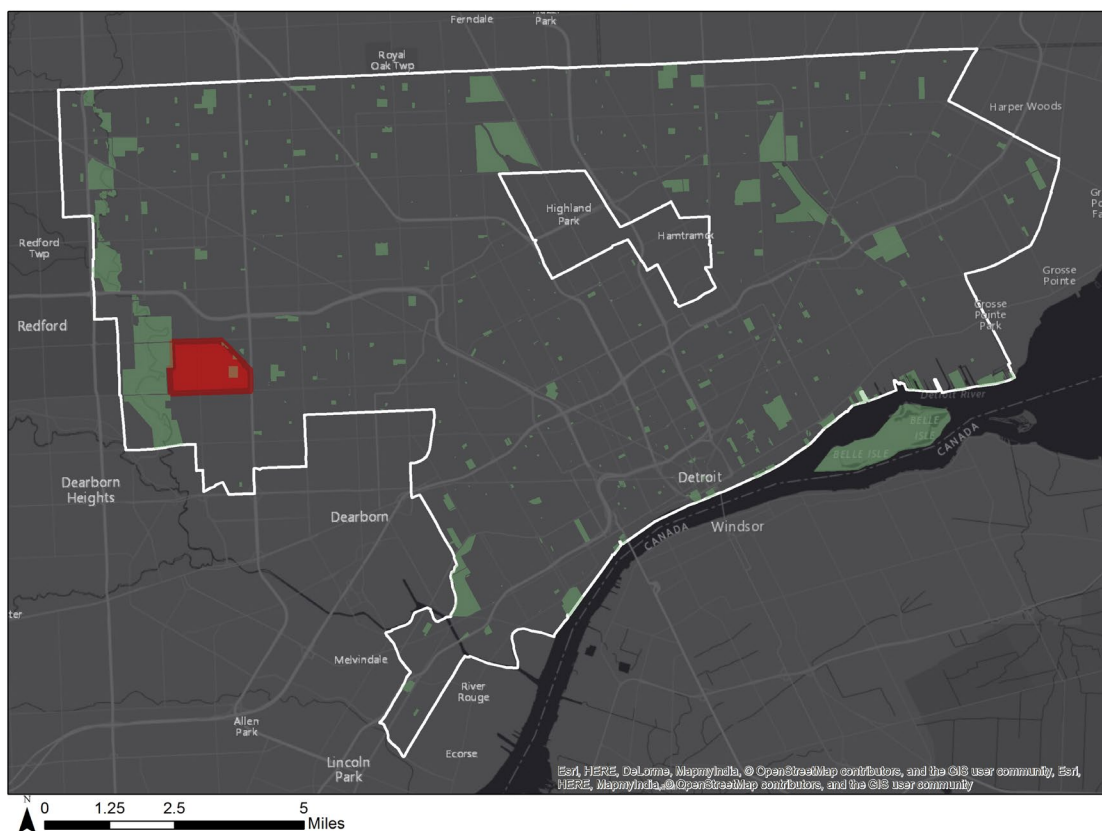 Ferndale
Park
Royal
Oak Twp
Harper Woods
Highland
Park
Hamtramck
Redford
Twp
Grosse
Pointe
Grosse
Pointe
Park
Redford
Detroit River
BELLE
ISLE
BELLE ISLE
CANADA
Detroit
Dearborn
Heights
Dearborn
Windsor
CANADA
Melvindale
River
Rouge
Allen
Park
Ecorse
Lincoln
Park
Esri, HERE, DeLorme, MapmyIndia, © OpenStreetMap contributors, and the GIS user community, Esri,
HERE, MapmyIndia, © OpenStreetMap contributors, and the GIS user community
N
0 1.25 2.5 5
Miles